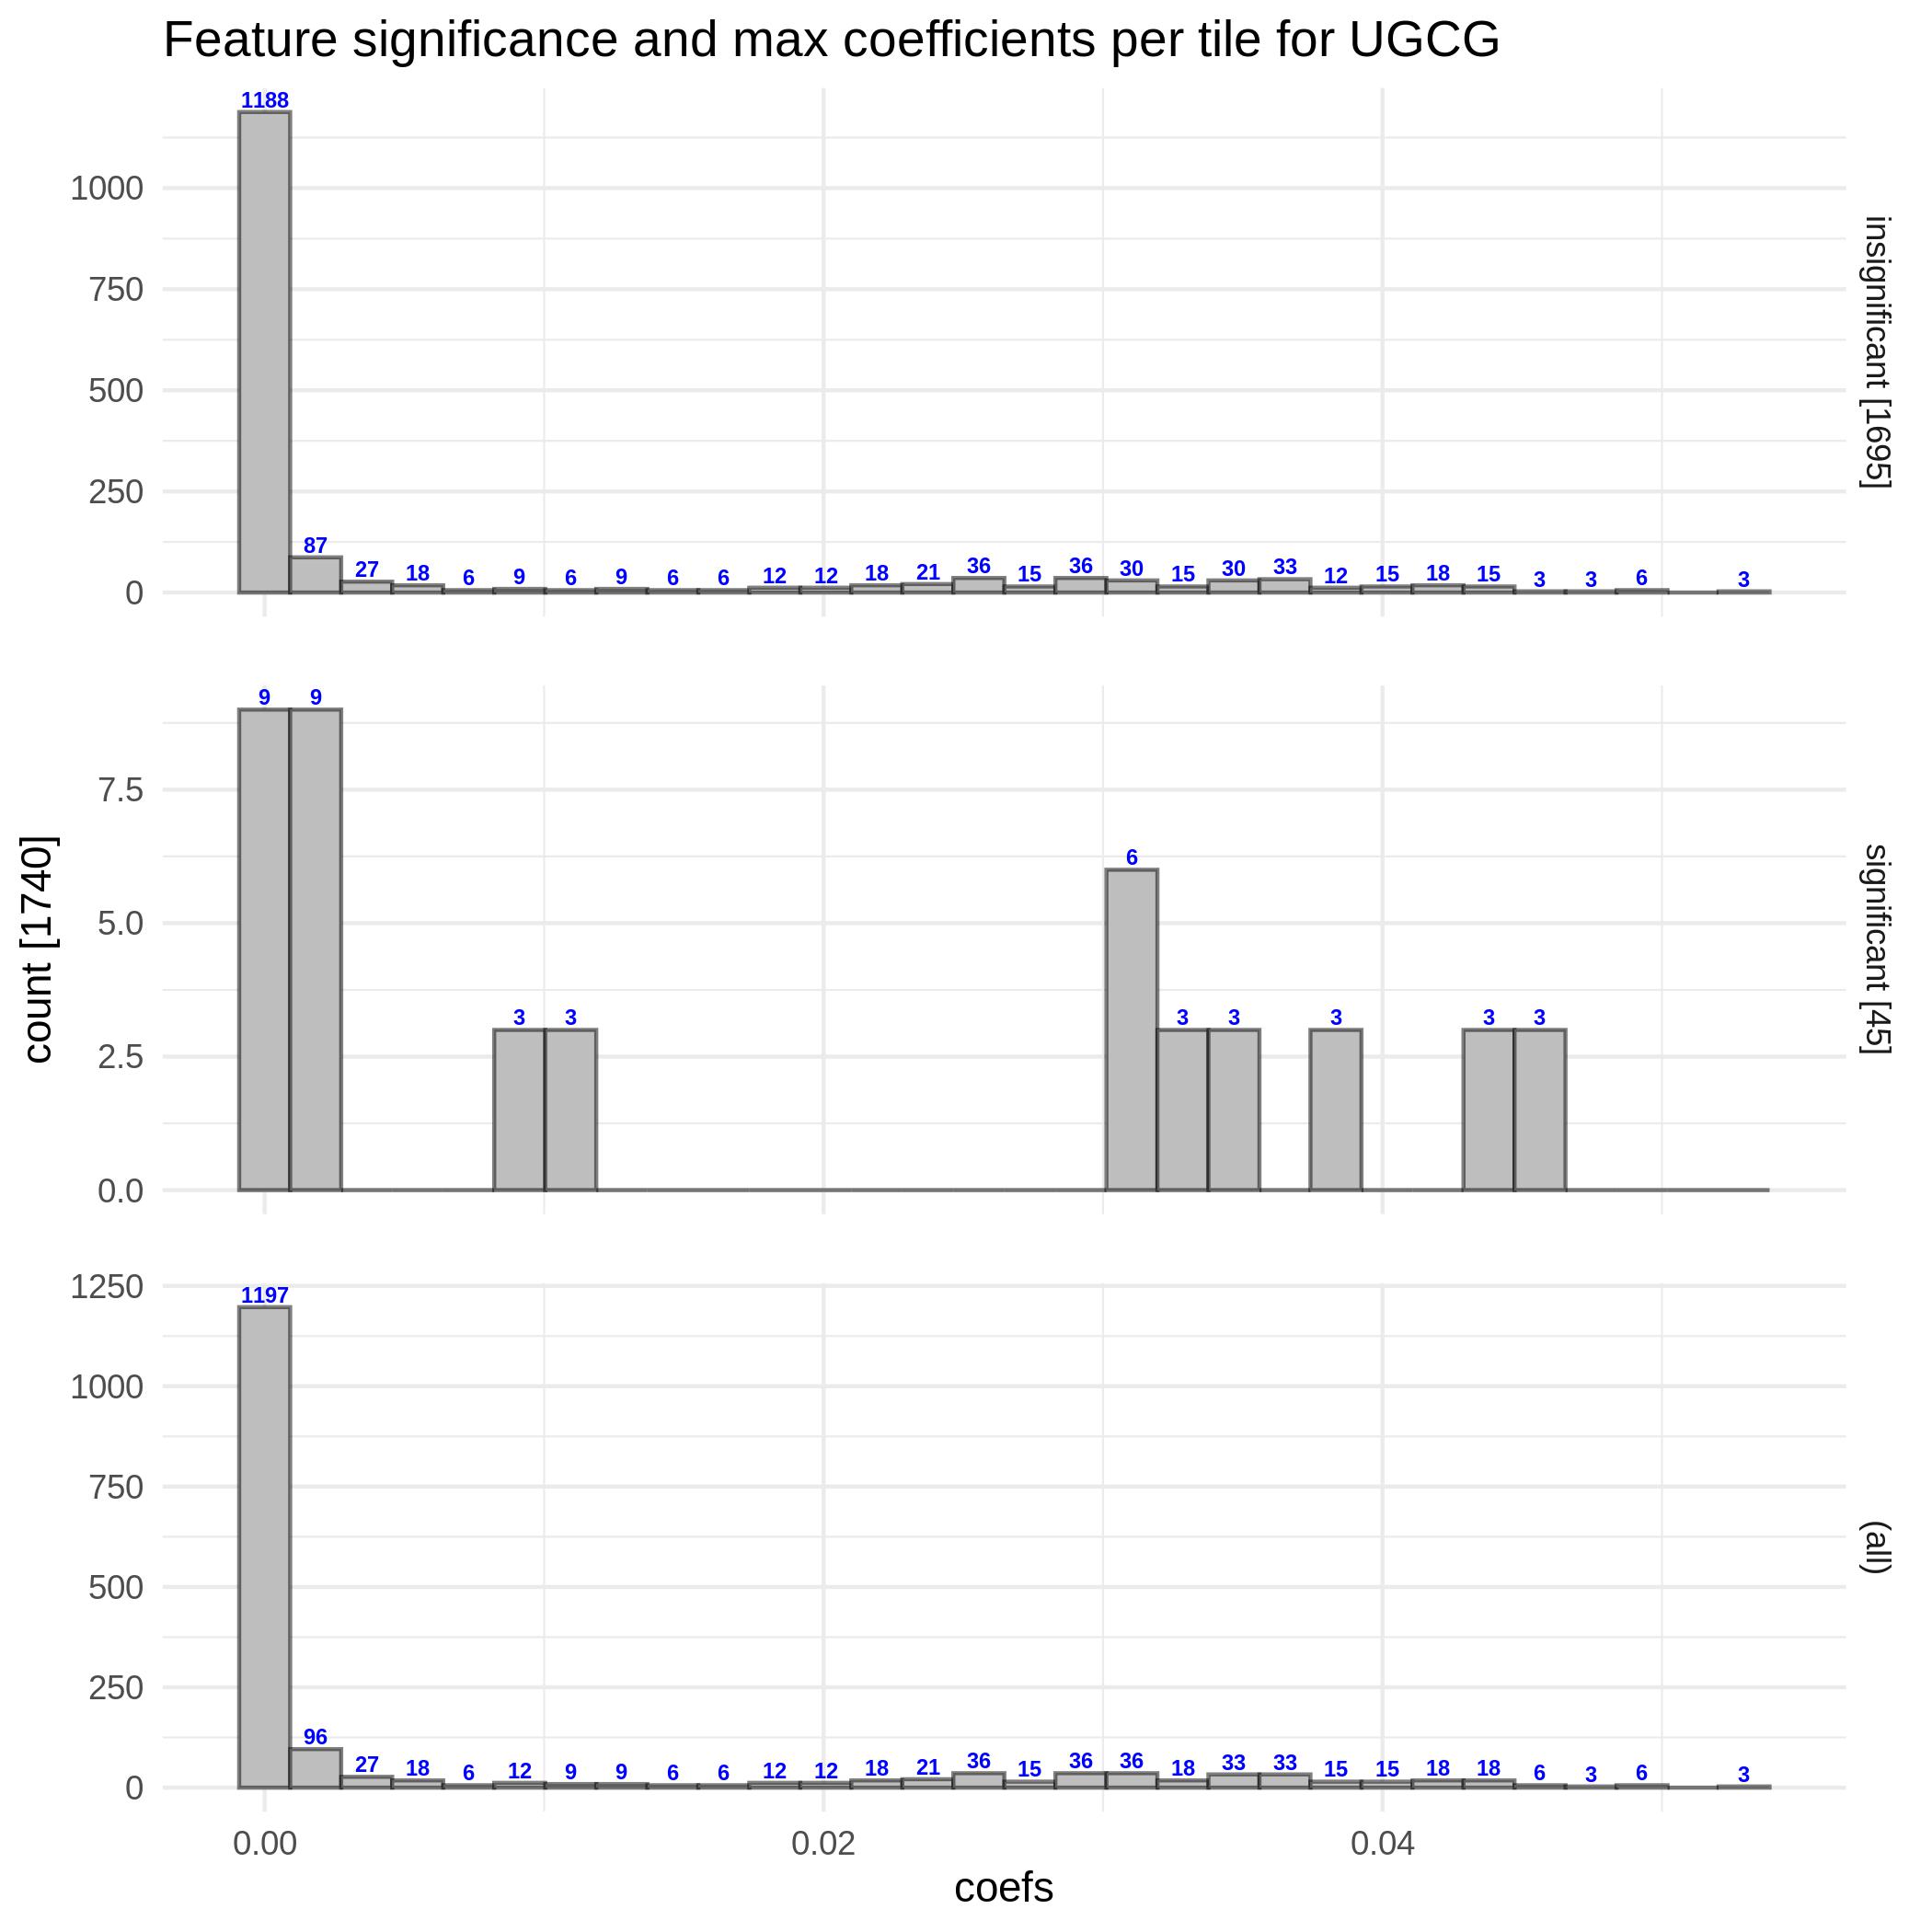 Feature significance and max coefficients per tile for UGCG
1188
1000
750
500
250
0
87 27 18 6 9 6 9 6 6 12 12 18 21 36 15 36 30 15 30 33 12 15 18 15 3 3 6 3
insignificant [1695]
count [1740]
9 9
7.5
5.0
2.5
0.0
3 3 6 3 3 3 3 3
significant [45]
1250
1197
1000
750
500
250
0
96 27 18 6 12 9 9 6 6 12 12 18 21 36 15 36 36 18 33 33 15 15 18 18 6 3 6 3
(all)
0.00 0.02 0.04
coefs